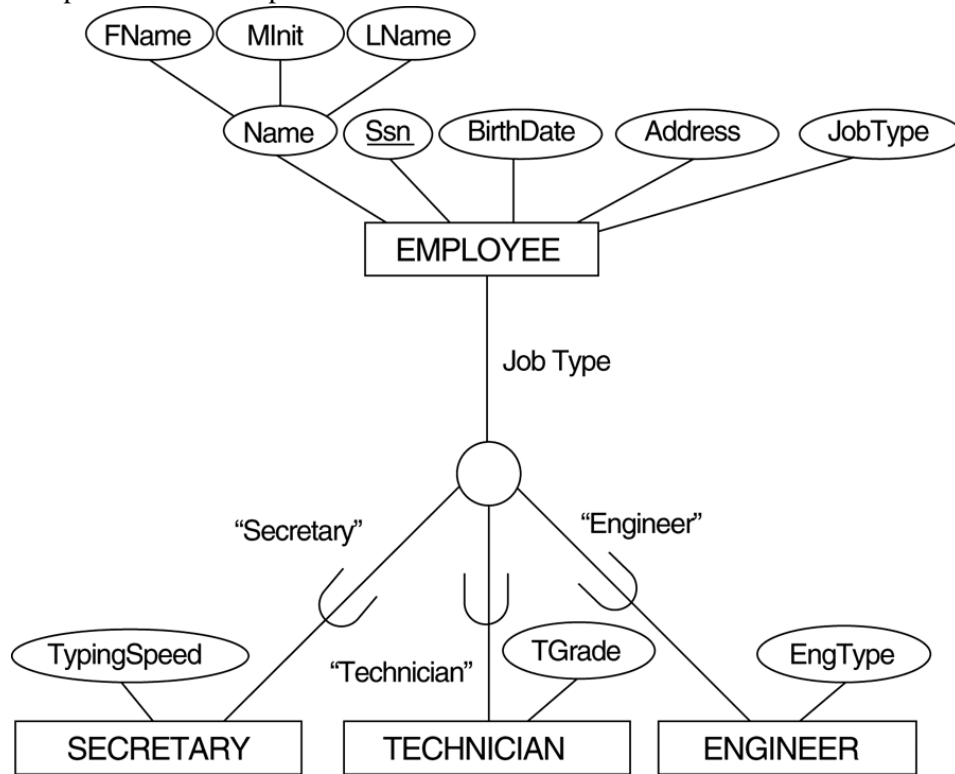 FName MInit LName
Name Ssn BirthDate Address JobType
EMPLOYEE
Job Type
“Secretary” “Engineer”
TypingSpeed “Technician” TGrade EngType
SECRETARY TECHNICIAN ENGINEER